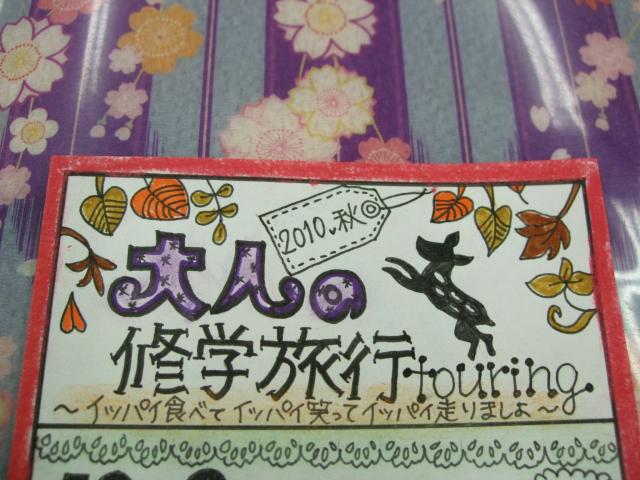 2010.秋
大人の
修学旅行touring.
～イッパイ食べてイッパイ笑ってイッパイ走りましょ～